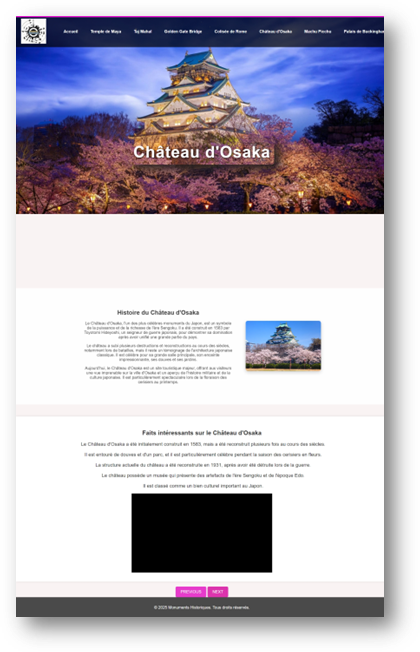 Accueil Temple de Maya Taj Mahal Golden Gate Bridge Colisée de Rome Château d'Osaka Machu Picchu Palais de Buckingham
Château d'Osaka
Histoire du Château d'Osaka
Le Château d'Osaka, l'un des plus célèbres monuments du Japon, est un symbole
de la puissance et de la richesse de l'ère Sengoku. Il a été construit en 1583 par
Toyotomi Hideyoshi, un seigneur de guerre japonais, pour démontrer sa domination
après avoir unifié une grande partie du pays.
Le château a subi plusieurs destructions et reconstructions au cours des siècles,
notamment lors de batailles, mais il reste un témoignage de l'architecture japonaise
classique. Il est célèbre pour sa grande salle principale, son enceinte
impressionnante, ses douves et ses jardins.
Aujourd'hui, le Château d'Osaka est un site touristique majeur, offrant aux visiteurs
une vue imprenable sur la ville d'Osaka et un aperçu de l'histoire militaire et de la
culture japonaise. Il est particulièrement spectaculaire lors de la floraison des
cerisiers au printemps.
Faits intéressants sur le Château d'Osaka
Le Château d'Osaka a été initialement construit en 1583, mais a été reconstruit plusieurs fois au cours des siècles.
Il est entouré de douves et d'un parc, et il est particulièrement célèbre pendant la saison des cerisiers en fleurs.
La structure actuelle du château a été reconstruite en 1931, après avoir été détruite lors de la guerre.
Le château possède un musée qui présente des artefacts de l'ère Sengoku et de l'époque Edo.
Il est classé comme un bien culturel important au Japon.
PREVIOUS NEXT
© 2025 Monuments Historiques. Tous droits réservés.